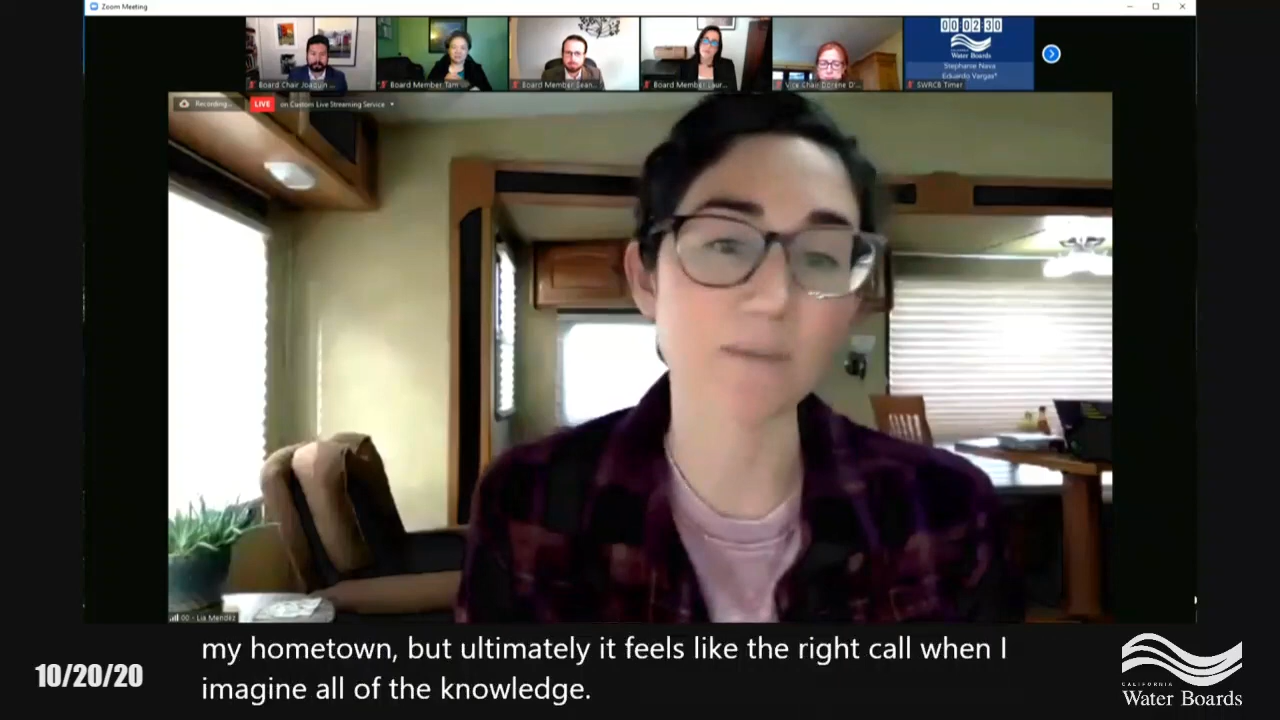 Zoom Meeting
Board Chair Joaquin ...
Board Member Tam ...
Board Member Sean...
Board Member Laur...
Vice Chair Dorene D'...
00:02:30
CALIFORNIA
Water Boards
Stephanie Nava
Eduardo Vargas*
SWRCB Timer
Recording...
LIVE
on Custom Live Streaming Service
00 - Lia Mendez
my hometown, but ultimately it feels like the right call when I
imagine all of the knowledge.
10/20/20
CALIFORNIA
Water Boards